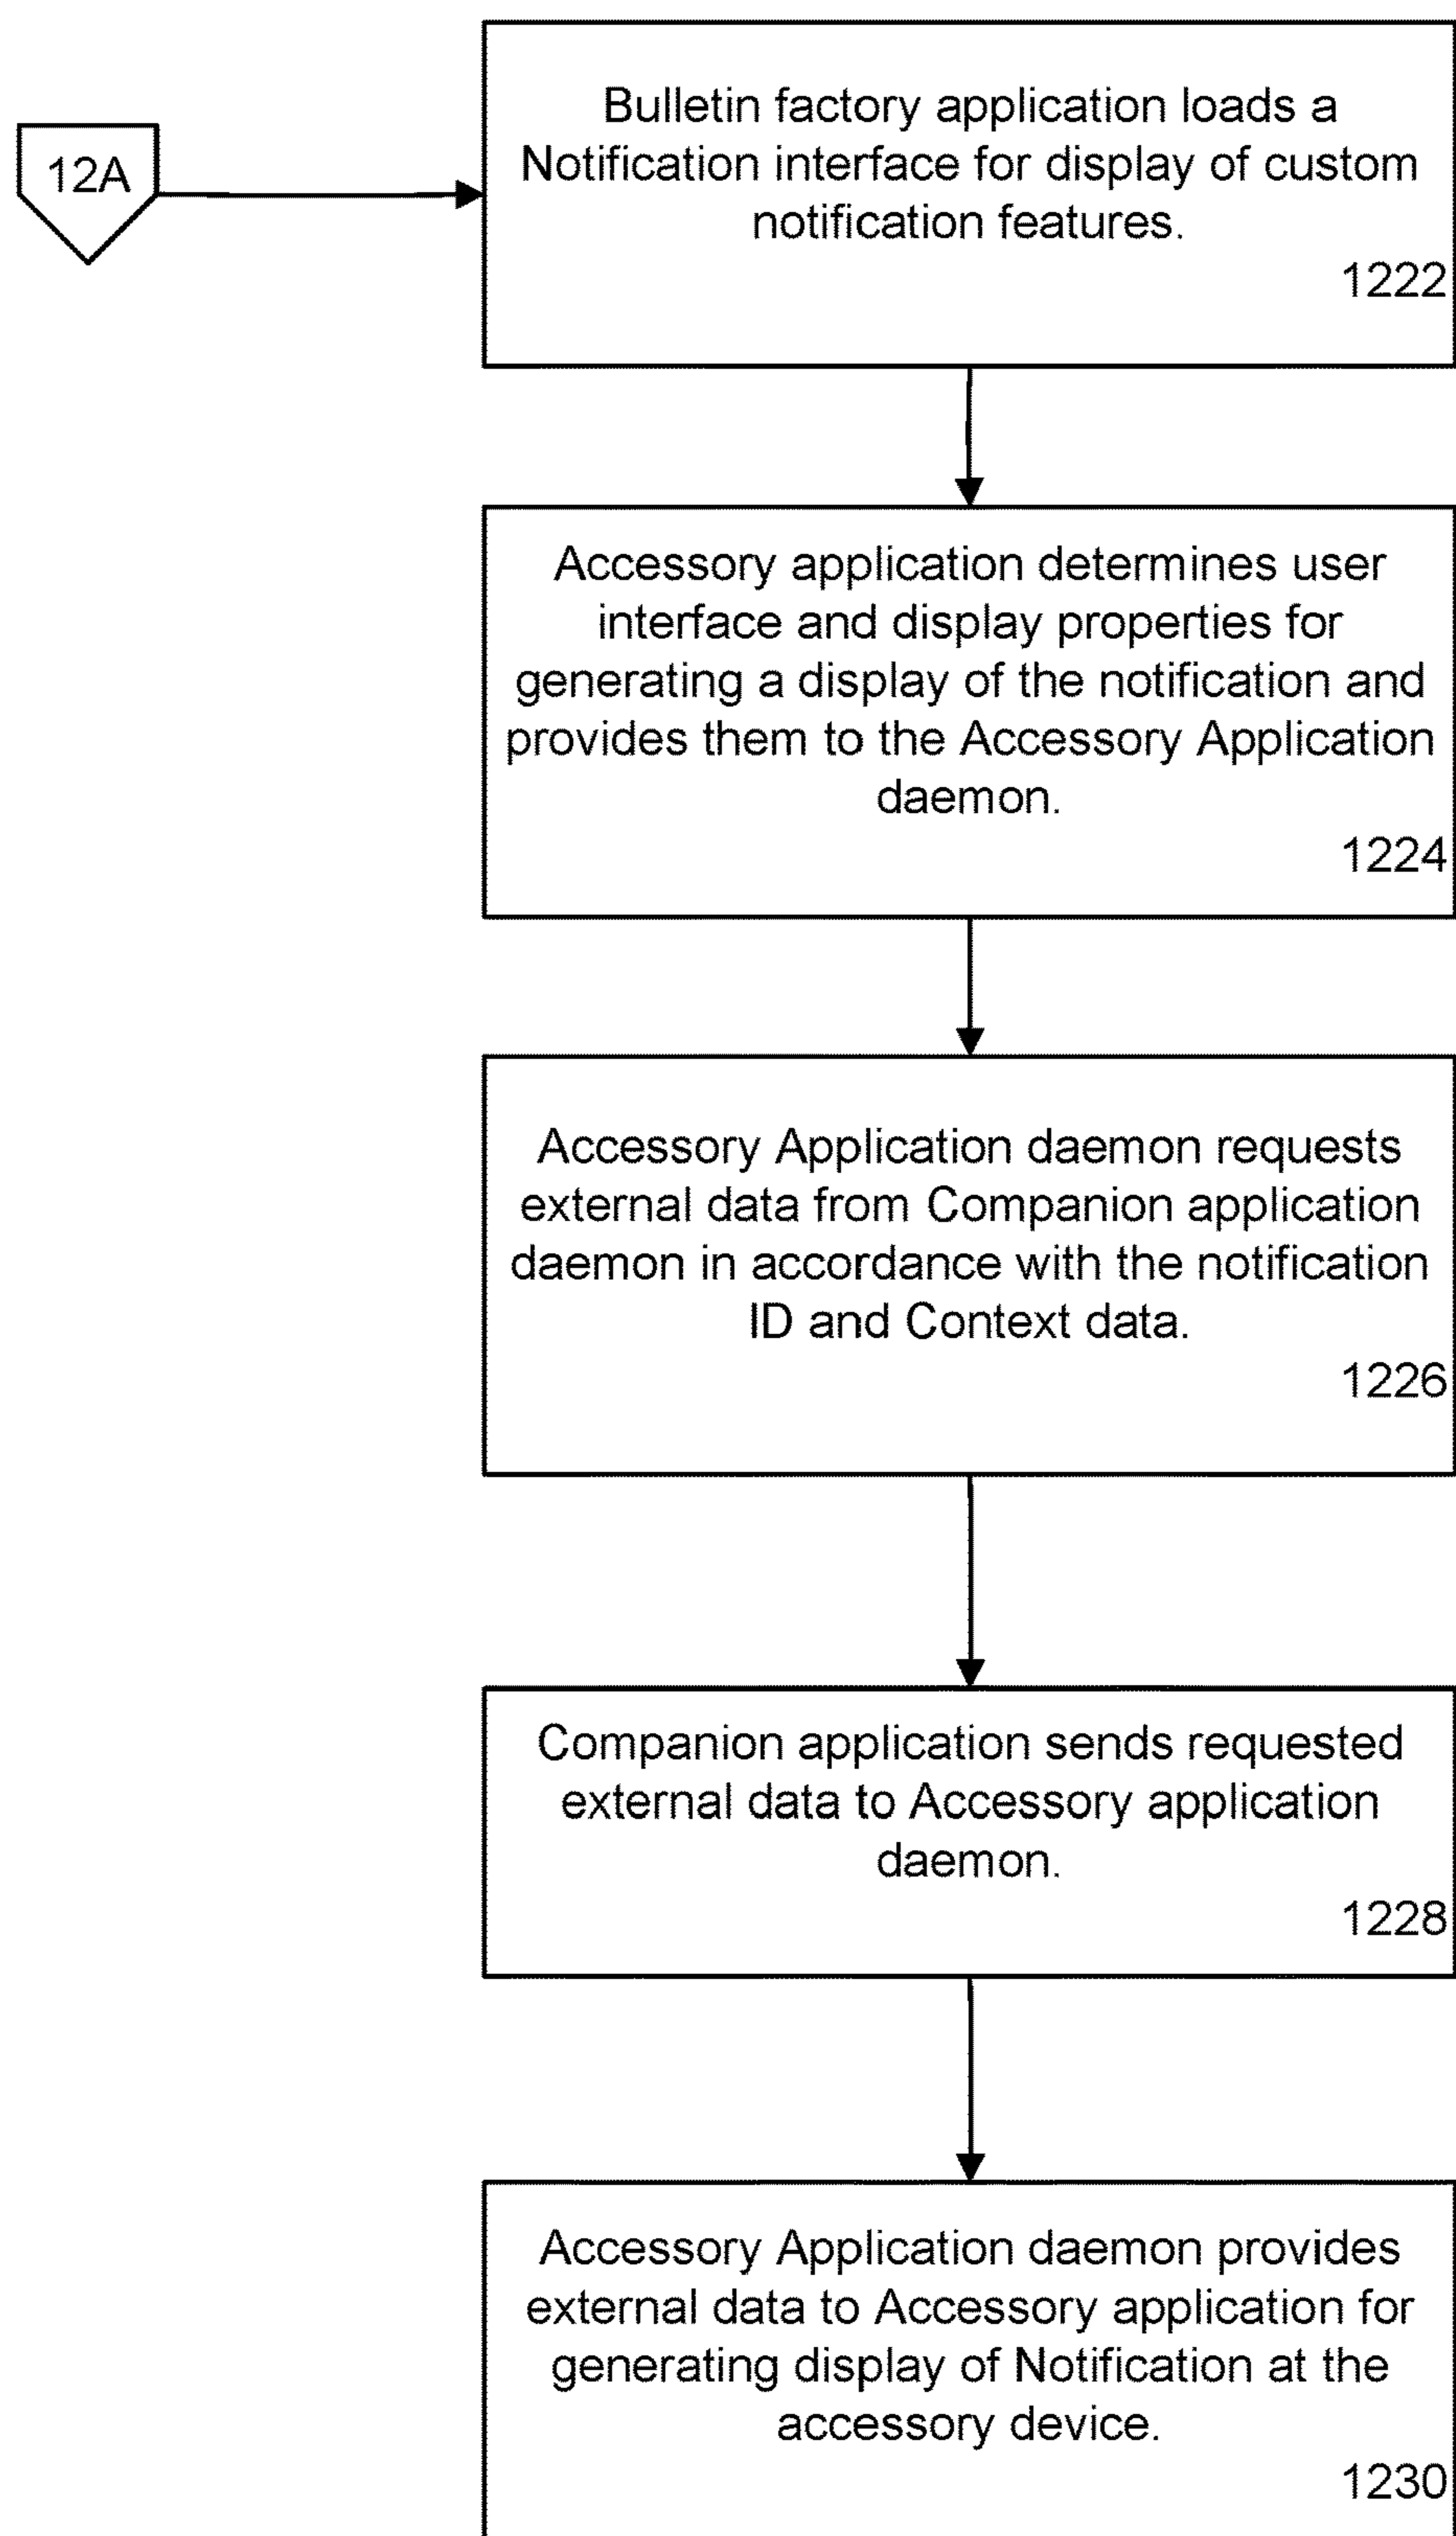 12A
Bulletin factory application loads a
Notification interface for display of custom
notification features.
1222
Accessory application determines user
interface and display properties for
generating a display of the notification and
provides them to the Accessory Application
daemon.
1224
Accessory Application daemon requests
external data from Companion application
daemon in accordance with the notification
ID and Context data.
1226
Companion application sends requested
external data to Accessory application
daemon.
1228
Accessory Application daemon provides
external data to Accessory application for
generating display of Notification at the
accessory device.
1230